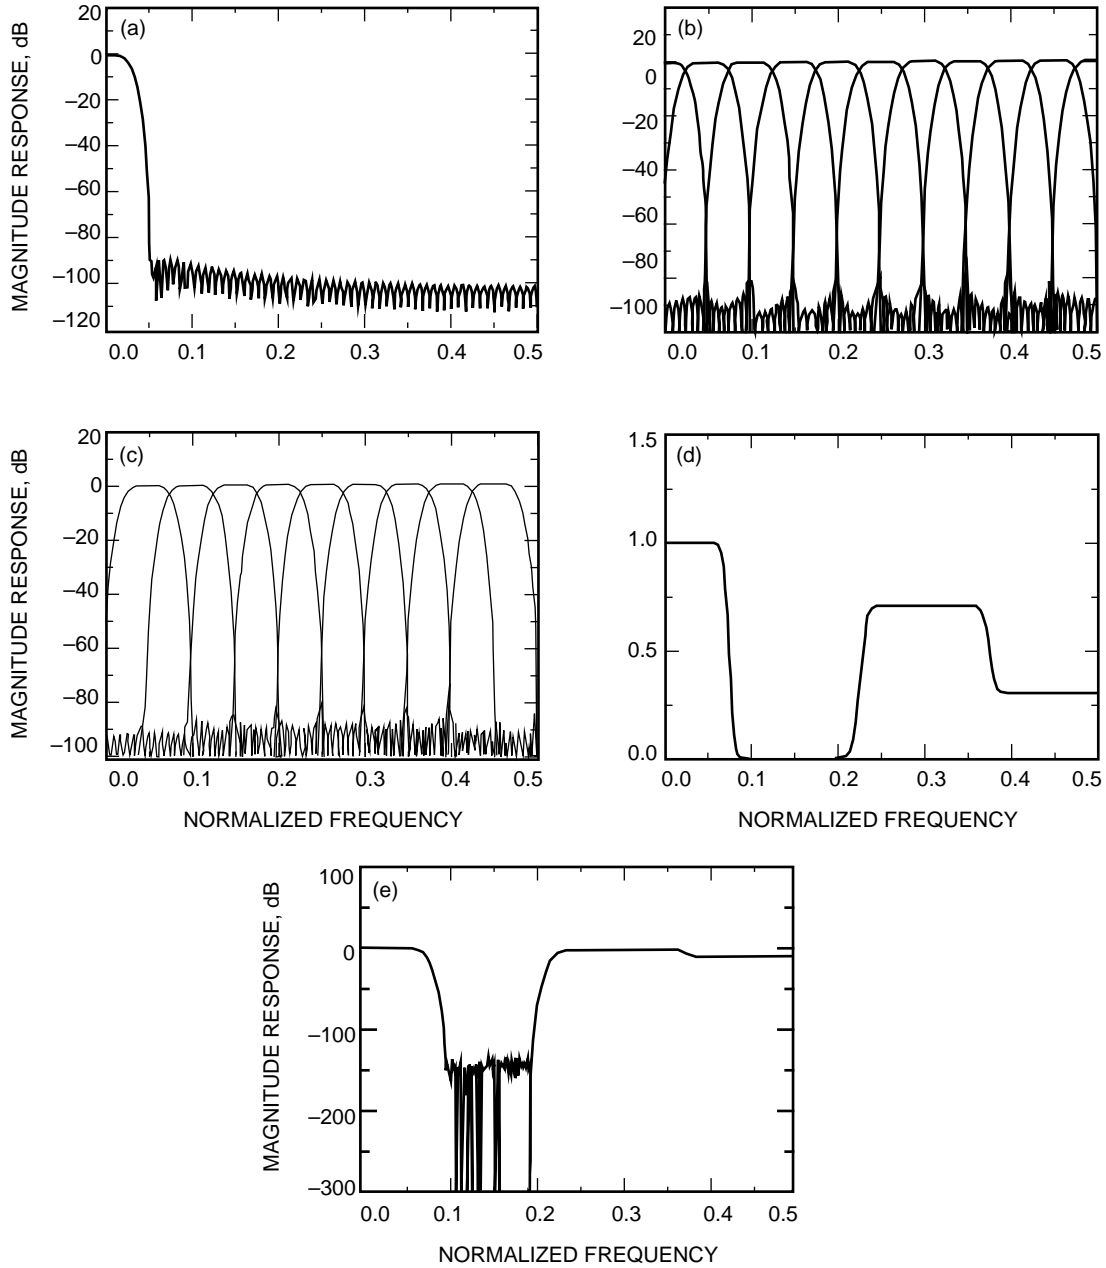 (a)
MAGNITUDE RESPONSE, dB
20
0
–20
–40
–60
–80
–100
–120
0.0 0.1 0.2 0.3 0.4 0.5
(b)
20
0
–20
–40
–60
–80
–100
0.0 0.1 0.2 0.3 0.4 0.5
(c)
MAGNITUDE RESPONSE, dB
20
0
–20
–40
–60
–80
–100
0.0 0.1 0.2 0.3 0.4 0.5
NORMALIZED FREQUENCY
(d)
1.5
1.0
0.5
0.0
0.0 0.1 0.2 0.3 0.4 0.5
NORMALIZED FREQUENCY
(e)
MAGNITUDE RESPONSE, dB
100
0
–100
–200
–300
0.0 0.1 0.2 0.3 0.4 0.5
NORMALIZED FREQUENCY